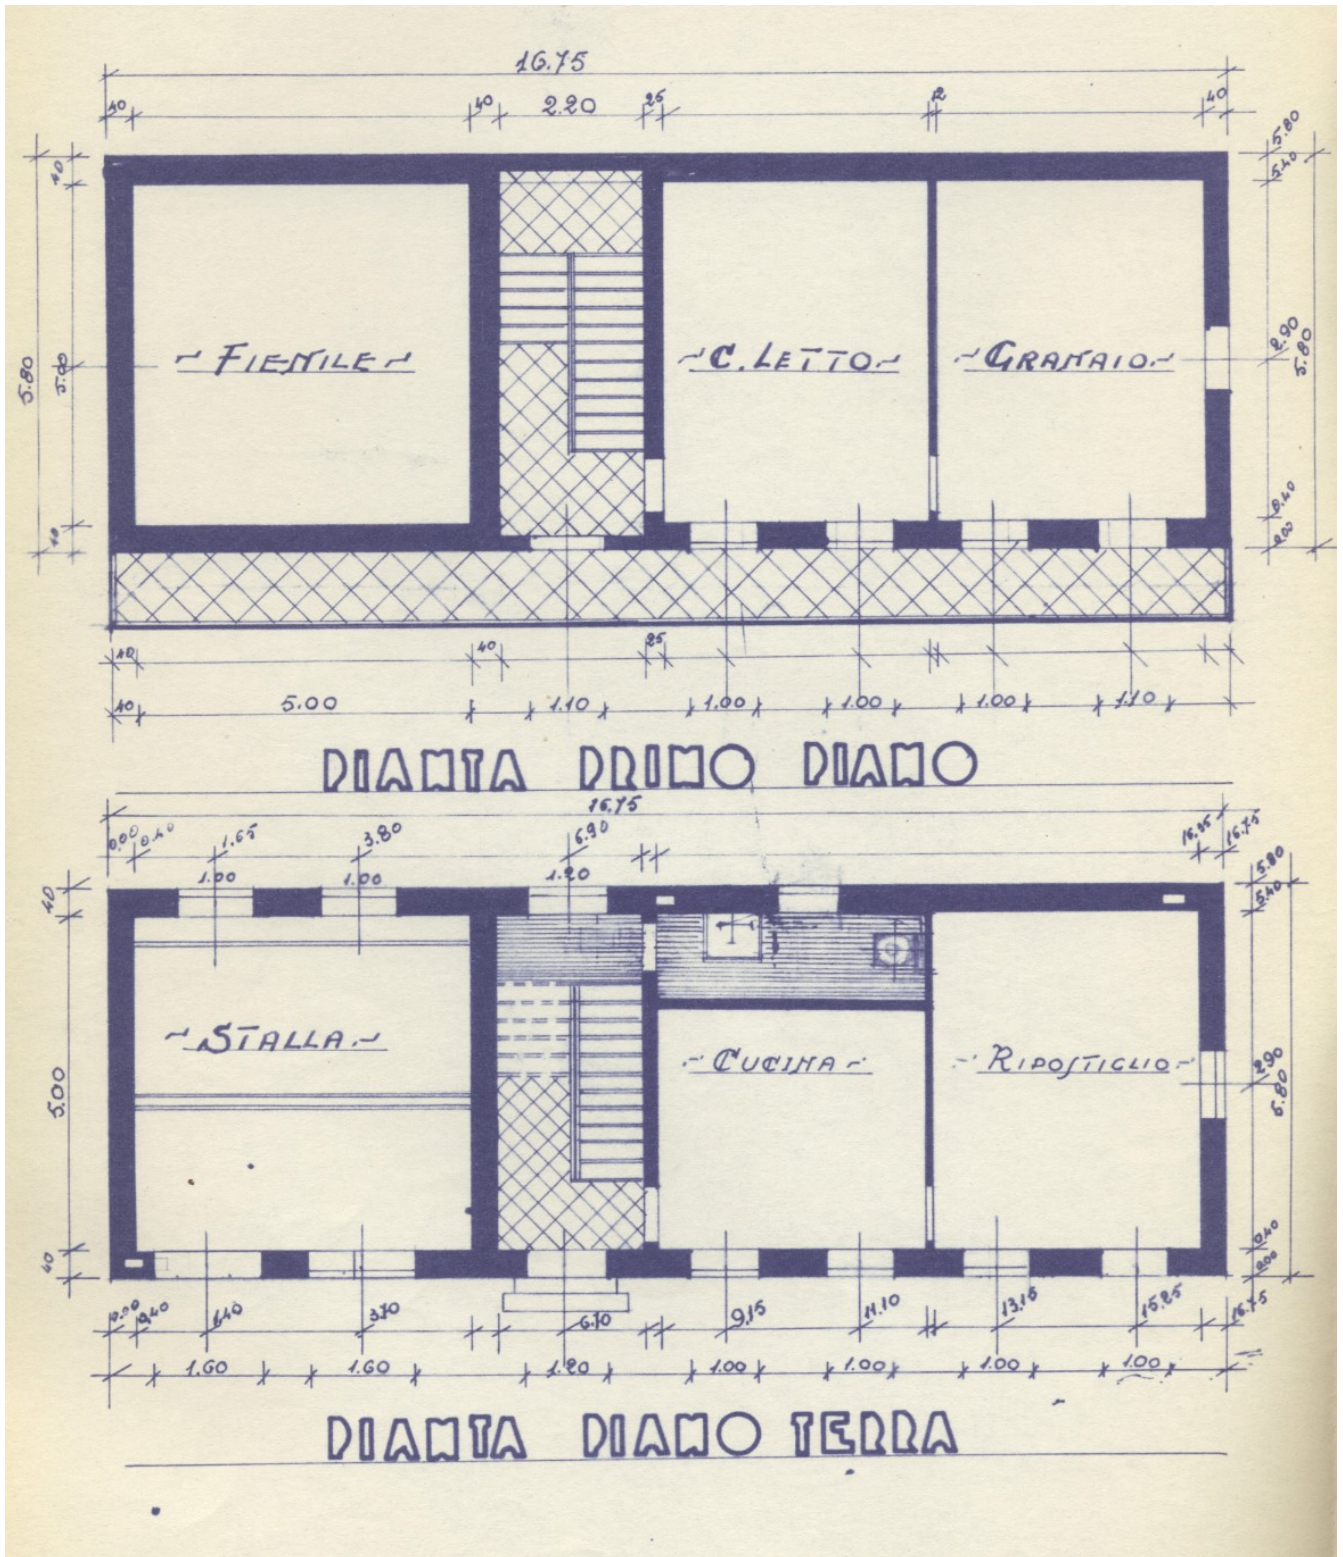 16.75
40 40 2.20 25 12 40
5.80
5.40
40
5.80
5.00
~ FIENILE ~
~ C. LETTO ~
~ GRANAIO ~
2.90
5.80
40
0.40
0.00
40 40 25
40 5.00 1.10 1.00 1.00 1.00 1.10
PIANTA PRIMO PIANO
16.75
0.00 0.40 1.65 3.80 6.90 16.35 16.75
1.00 1.00 1.20
5.80
5.40
40
5.00
~ STALLA ~
~ CUCINA ~
~ RIPOSTIGLIO ~
2.90
5.80
40
0.40
0.00
0.00 0.40 1.40 3.70 6.70 9.15 11.10 13.15 15.25 16.75
1.60 1.60 1.20 1.00 1.00 1.00 1.00
PIANTA PIANO TERRA